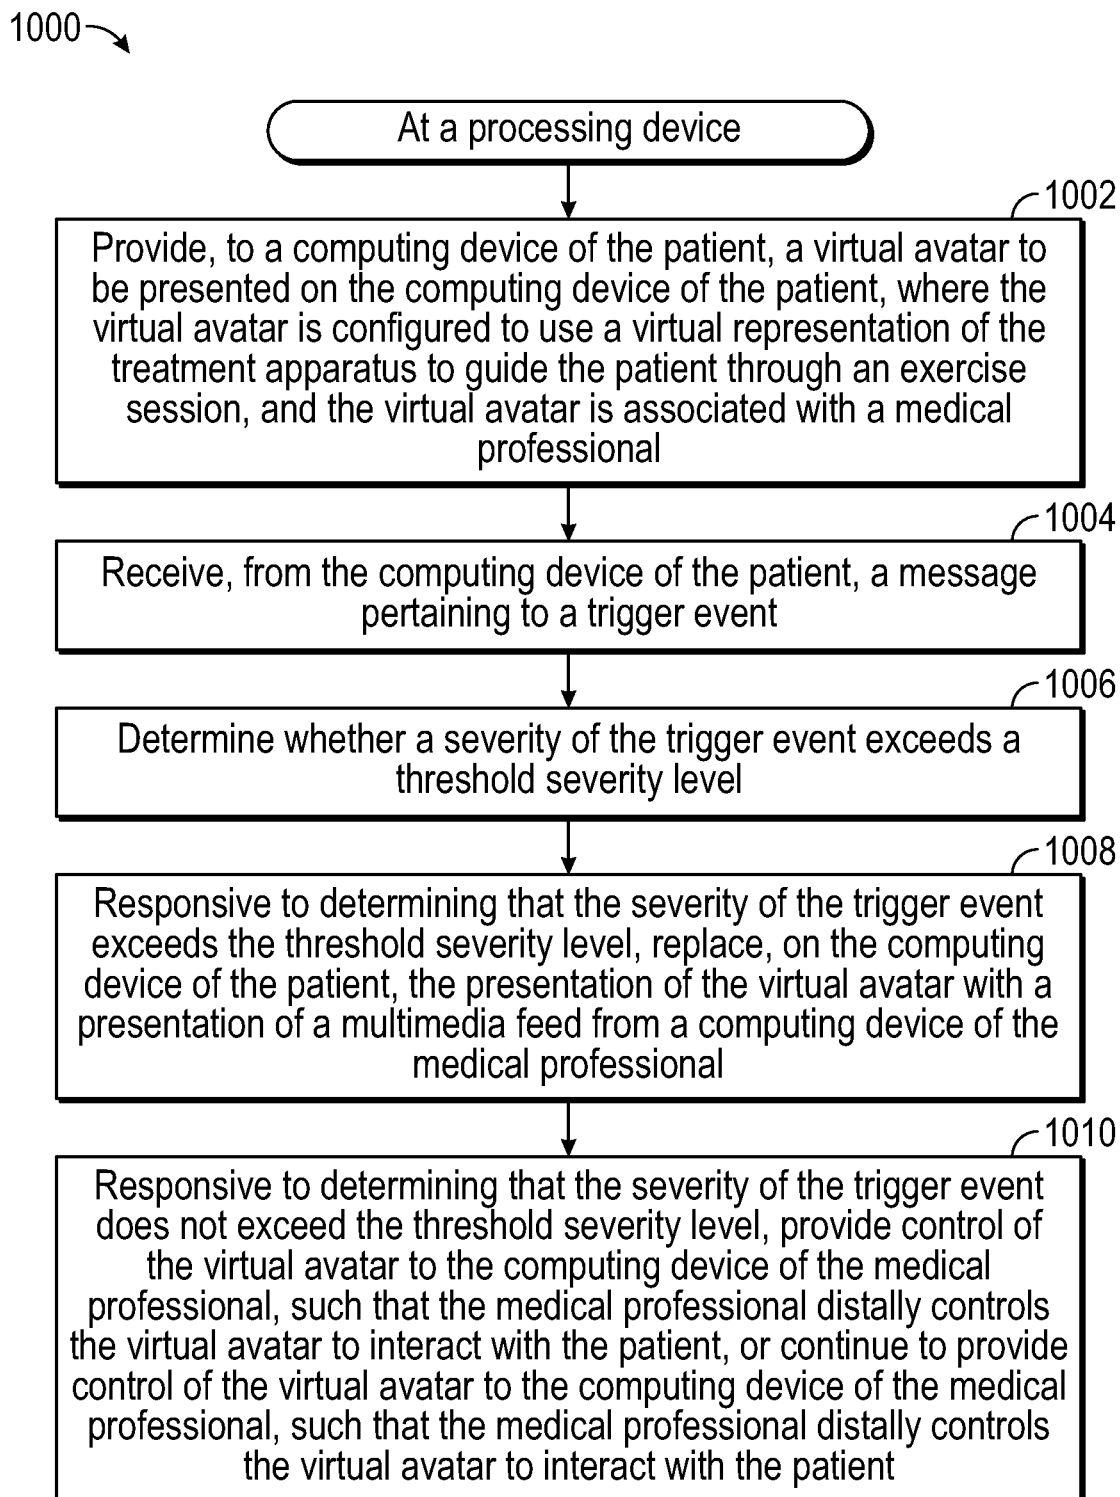 1000
At a processing device
1002
Provide, to a computing device of the patient, a virtual avatar to
be presented on the computing device of the patient, where the
virtual avatar is configured to use a virtual representation of the
treatment apparatus to guide the patient through an exercise
session, and the virtual avatar is associated with a medical
professional
1004
Receive, from the computing device of the patient, a message
pertaining to a trigger event
1006
Determine whether a severity of the trigger event exceeds a
threshold severity level
1008
Responsive to determining that the severity of the trigger event
exceeds the threshold severity level, replace, on the computing
device of the patient, the presentation of the virtual avatar with a
presentation of a multimedia feed from a computing device of the
medical professional
1010
Responsive to determining that the severity of the trigger event
does not exceed the threshold severity level, provide control of
the virtual avatar to the computing device of the medical
professional, such that the medical professional distally controls
the virtual avatar to interact with the patient, or continue to provide
control of the virtual avatar to the computing device of the medical
professional, such that the medical professional distally controls
the virtual avatar to interact with the patient